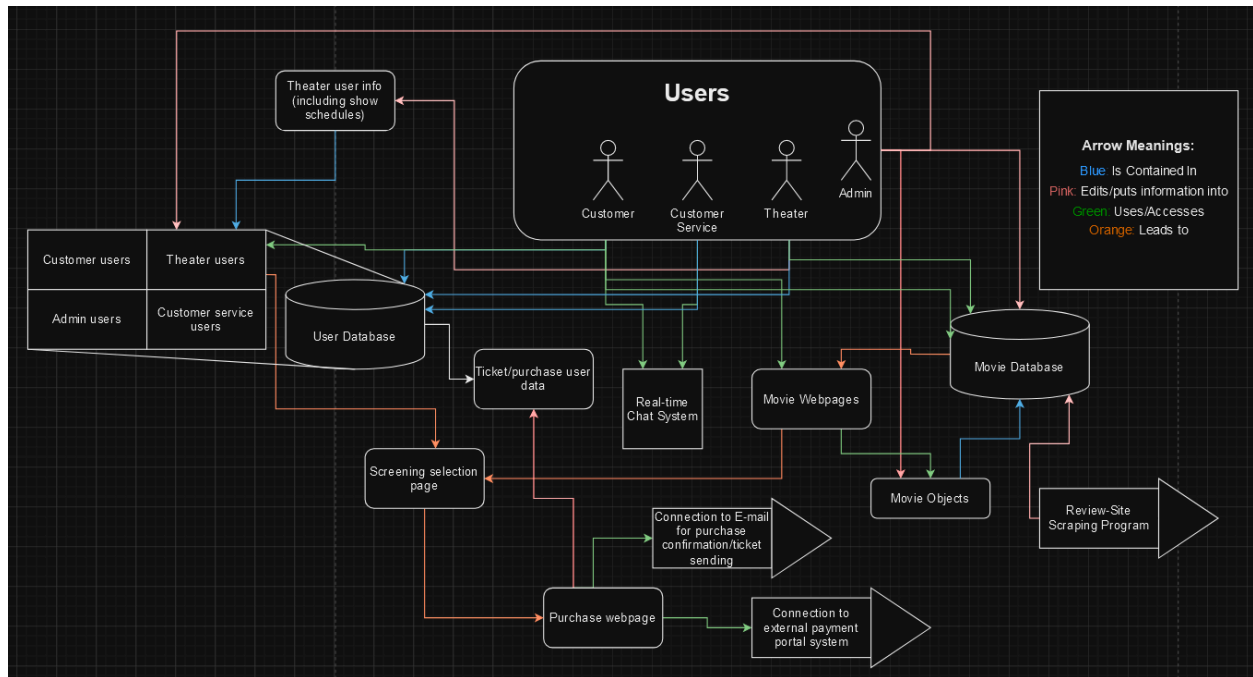 Users
Theater user info
(including show
schedules)
Customer
Customer
Service
Theater
Admin
Arrow Meanings:
Blue: Is Contained In
Pink: Edits/puts information into
Green: Uses/Accesses
Orange: Leads to
Customer users
Theater users
Admin users
Customer service
users
User Database
Ticket/purchase user
data
Real-time
Chat System
Movie Webpages
Movie Database
Screening selection
page
Movie Objects
Review-Site
Scraping Program
Connection to E-mail
for purchase
confirmation/ticket
sending
Purchase webpage
Connection to
external payment
portal system